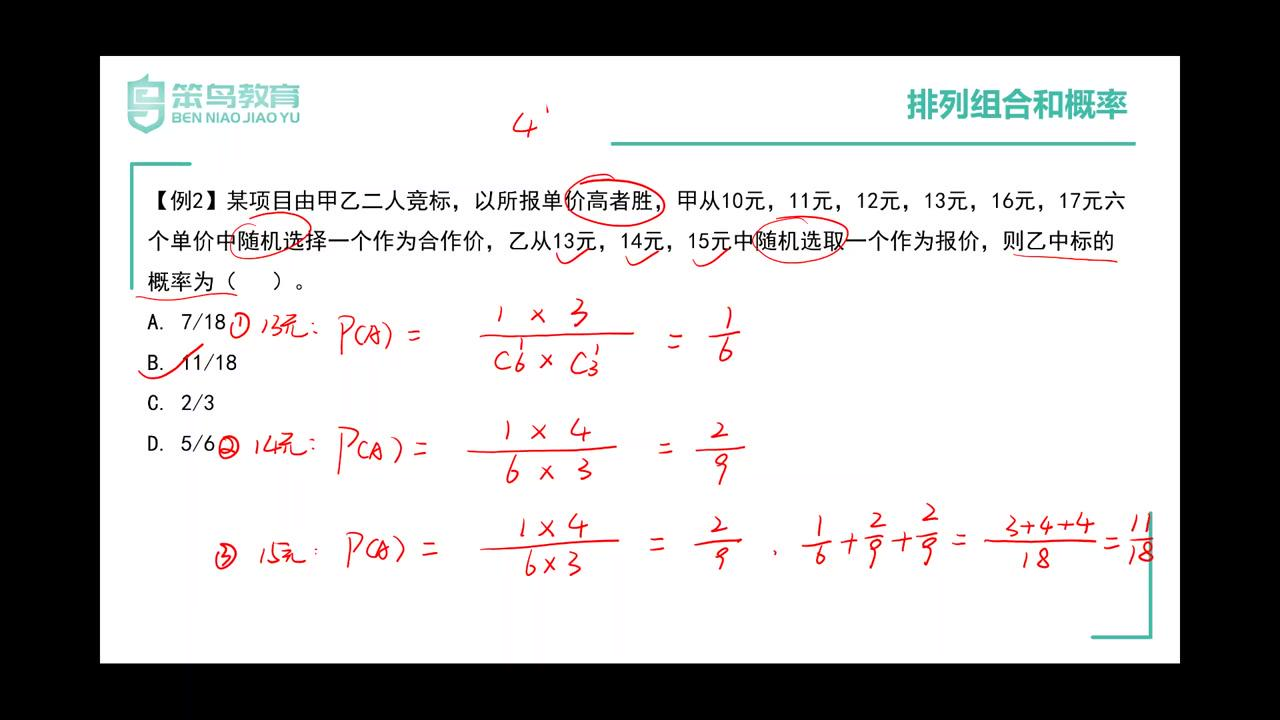 笨鸟教育
BEN NIAO JIAO YU
排列组合和概率
4'
【例2】某项目由甲乙二人竞标，以所报单价高者胜，甲从10元，11元，12元，13元，16元，17元六
个单价中随机选择一个作为合作价，乙从13元，14元，15元中随机选取一个作为报价，则乙中标的
概率为（ ）。
A. 7/18
① 13元: P(A) = 1 × 3 / C6^1 × C3^1 = 1/6
B. 11/18
C. 2/3
D. 5/6
② 14元: P(A) = 1 × 4 / 6 × 3 = 2/9
③ 15元: P(A) = 1×4 / 6×3 = 2/9 . 1/6 + 2/9 + 2/9 = 3+4+4 / 18 = 11/18